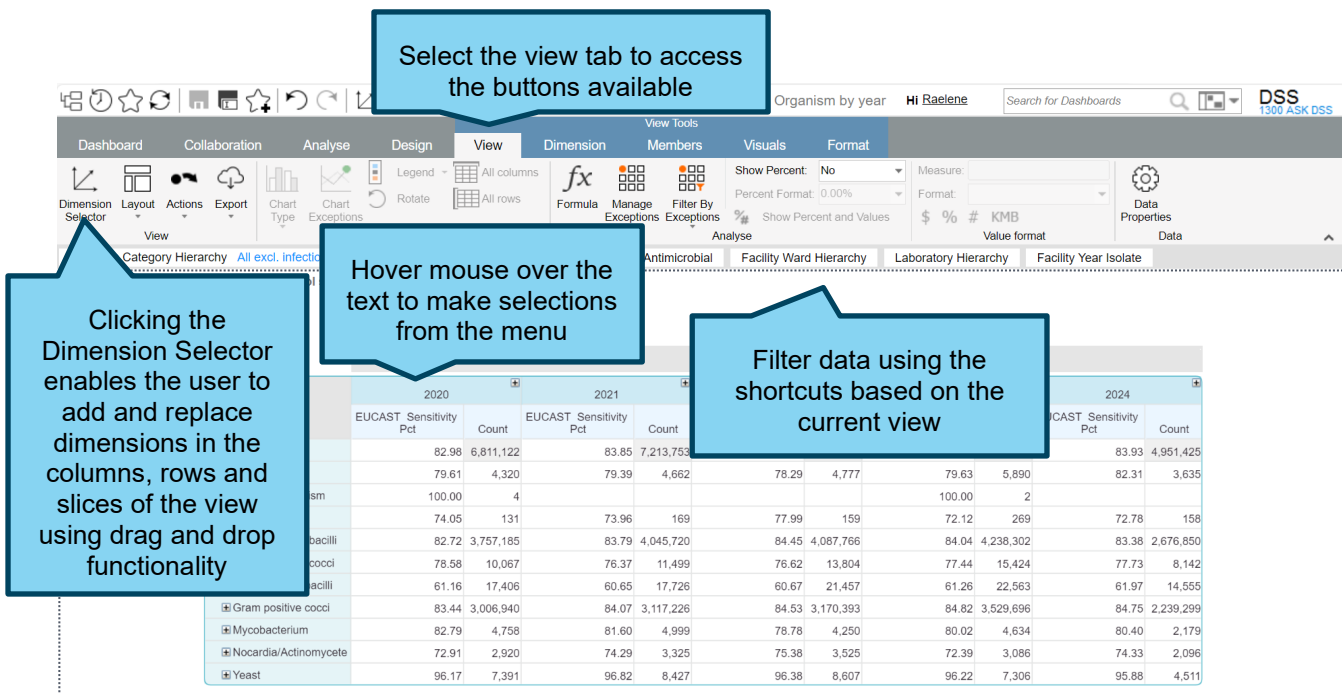 Select the view tab to access
the buttons available
Organism by year Hi Raelene Search for Dashboards DSS
1300 ASK DSS
View Tools
Dashboard Collaboration Analyse Design View Dimension Members Visuals Format
Dimension Selector Layout Actions Export Chart Type Chart Exceptions Legend Rotate All columns All rows fx Formula Manage Exceptions Filter By Exceptions
Show Percent: No Measure:
Percent Format: 0.00% Format:
Show Percent and Values $ % # KMB
Data Properties
View Analyse Value format Data
Category Hierarchy All excl. Antimicrobial Facility Ward Hierarchy Laboratory Hierarchy Facility Year Isolate
Hover mouse over the
text to make selections
from the menu
Clicking the
Dimension Selector
enables the user to
add and replace
dimensions in the
columns, rows and
slices of the view
using drag and drop
functionality
Filter data using the
shortcuts based on the
current view
2020 2021 2024
EUCAST_Sensitivity Pct Count EUCAST_Sensitivity Pct Count Sensitivity Pct Count
82.98 6,811,122 83.85 7,213,753 83.93 4,951,425
79.61 4,320 79.39 4,662 78.29 4,777 79.63 5,890 82.31 3,635
100.00 4 100.00 2
74.05 131 73.96 169 77.99 159 72.12 269 72.78 158
bacilli 82.72 3,757,185 83.79 4,045,720 84.45 4,087,766 84.04 4,238,302 83.38 2,676,850
cocci 78.58 10,067 76.37 11,499 76.62 13,804 77.44 15,424 77.73 8,142
61.16 17,406 60.65 17,726 60.67 21,457 61.26 22,563 61.97 14,555
Gram positive cocci 83.44 3,006,940 84.07 3,117,226 84.53 3,170,393 84.82 3,529,696 84.75 2,239,299
Mycobacterium 82.79 4,758 81.60 4,999 78.78 4,250 80.02 4,634 80.40 2,179
Nocardia/Actinomycete 72.91 2,920 74.29 3,325 75.38 3,525 72.39 3,086 74.33 2,096
Yeast 96.17 7,391 96.82 8,427 96.38 8,607 96.22 7,306 95.88 4,511